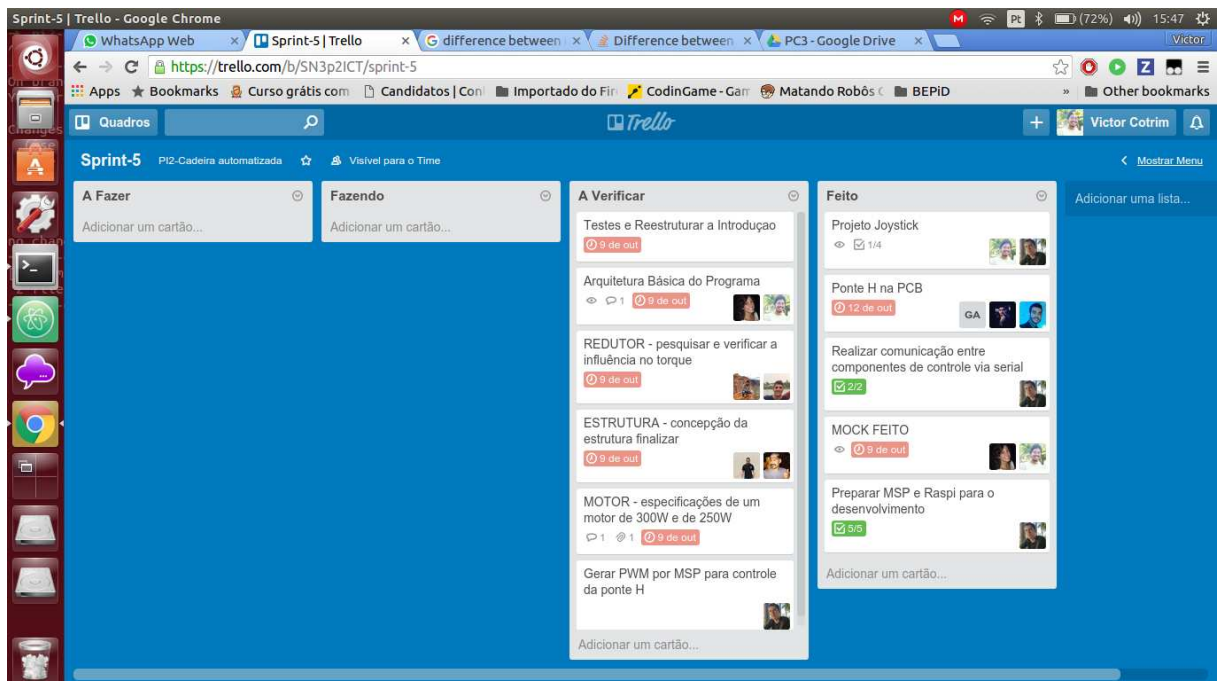 Sprint-5 | Trello - Google Chrome
M Pt (72%) 15:47
WhatsApp Web × Sprint-5 | Trello × G difference between × Difference between × PC3 - Google Drive ×
Victor
https://trello.com/b/SN3p2ICT/sprint-5
Apps Bookmarks Curso grátis com Candidatos | Con Importado do Fir CodinGame - Gam Matando Robôs BEPiD » Other bookmarks
Quadros Trello + Victor Cotrim
Sprint-5 PI2-Cadeira automatizada Visível para o Time Mostrar Menu
A Fazer
Adicionar um cartão...
Fazendo
Adicionar um cartão...
A Verificar
Testes e Reestruturar a Introduçao
9 de out
Arquitetura Básica do Programa
1 9 de out
REDUTOR - pesquisar e verificar a
influência no torque
9 de out
ESTRUTURA - concepção da
estrutura finalizar
9 de out
MOTOR - especificações de um
motor de 300W e de 250W
1 1 9 de out
Gerar PWM por MSP para controle
da ponte H
Adicionar um cartão...
Feito
Projeto Joystick
1/4
Ponte H na PCB
12 de out
GA
Realizar comunicação entre
componentes de controle via serial
2/2
MOCK FEITO
9 de out
Preparar MSP e Raspi para o
desenvolvimento
5/5
Adicionar um cartão...
Adicionar uma lista...